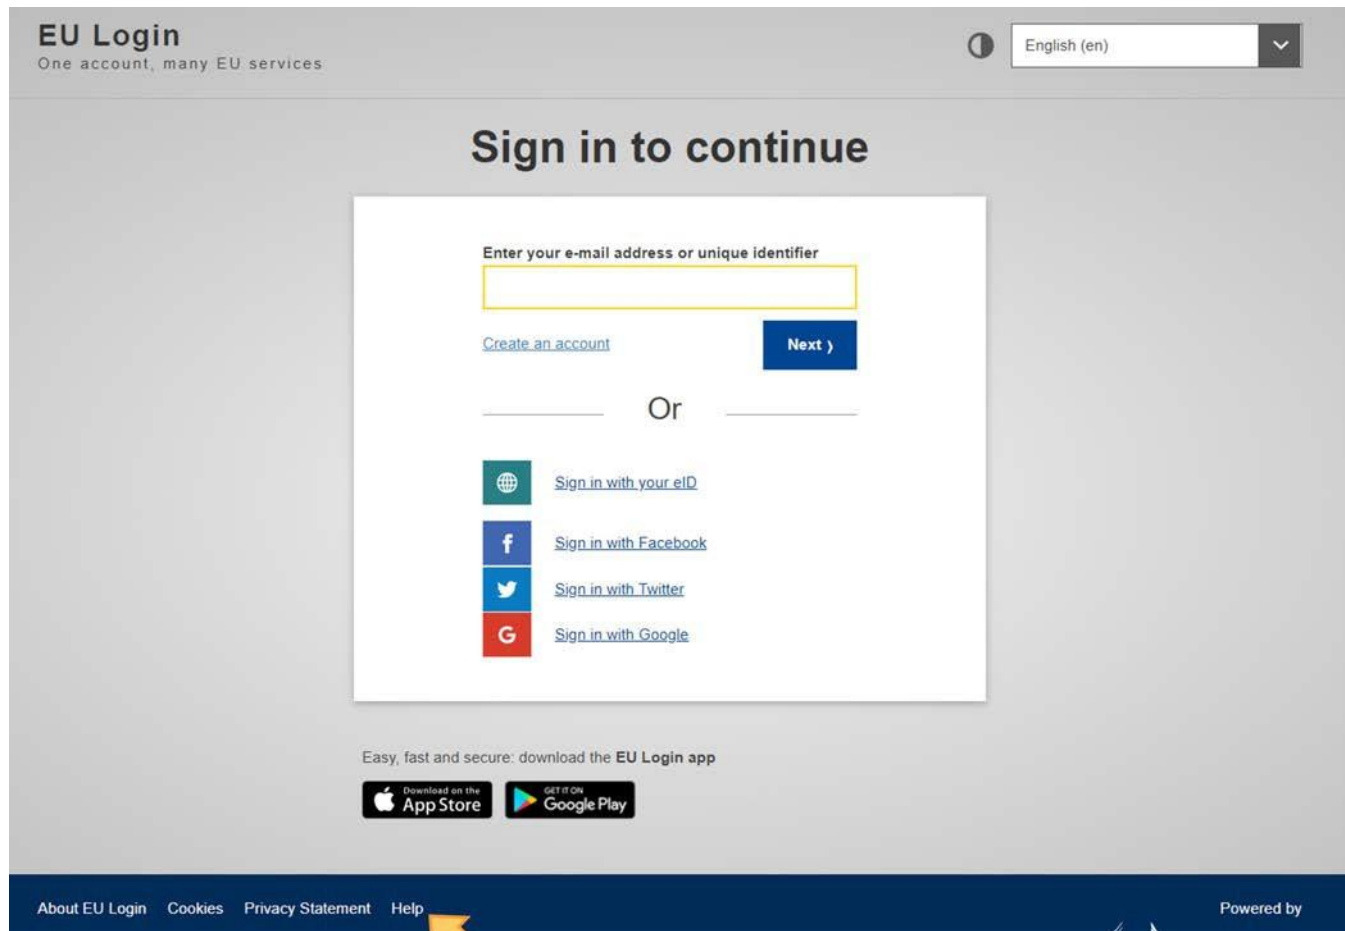 EU Login
One account, many EU services
English (en)
Sign in to continue
Enter your e-mail address or unique identifier
Create an account
Next
Or
Sign in with your eID
f
Sign in with Facebook
Sign in with Twitter
G
Sign in with Google
Easy, fast and secure: download the EU Login app
Download on the
App Store
GET IT ON
Google Play
About EU Login Cookies Privacy Statement Help
Powered by